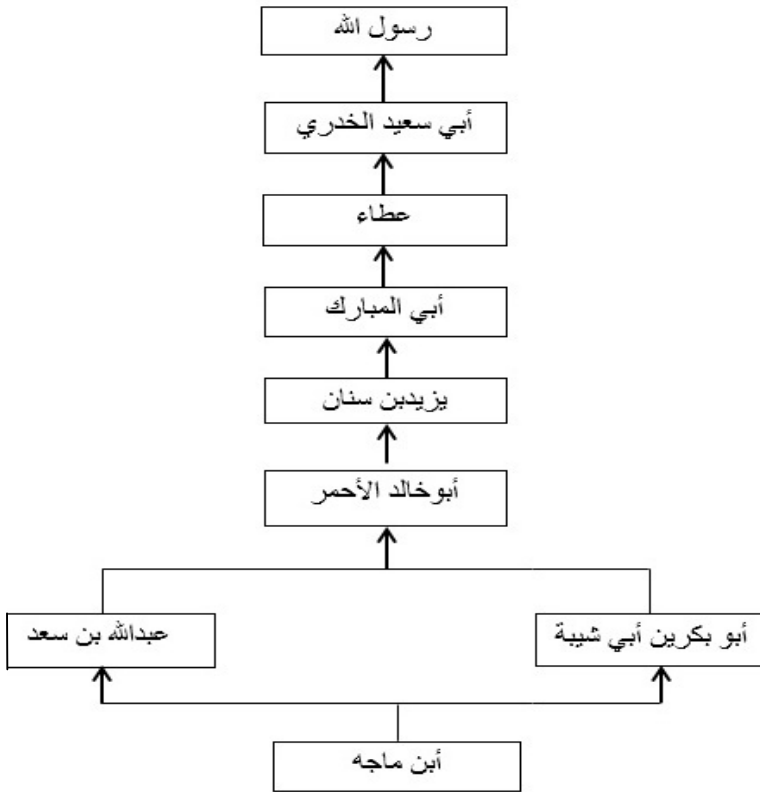 رسول الله
أبي سعيد الخدري
عطاء
أبي المبارك
يزيدبن سنان
أبوخالد الأحمر
أبو بكرين أبي شيبة
عبدالله بن سعد
أبن ماجه